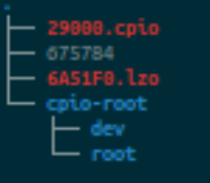 .
29000.cpio
675784
6A51F0.lzo
cpio-root
dev
root